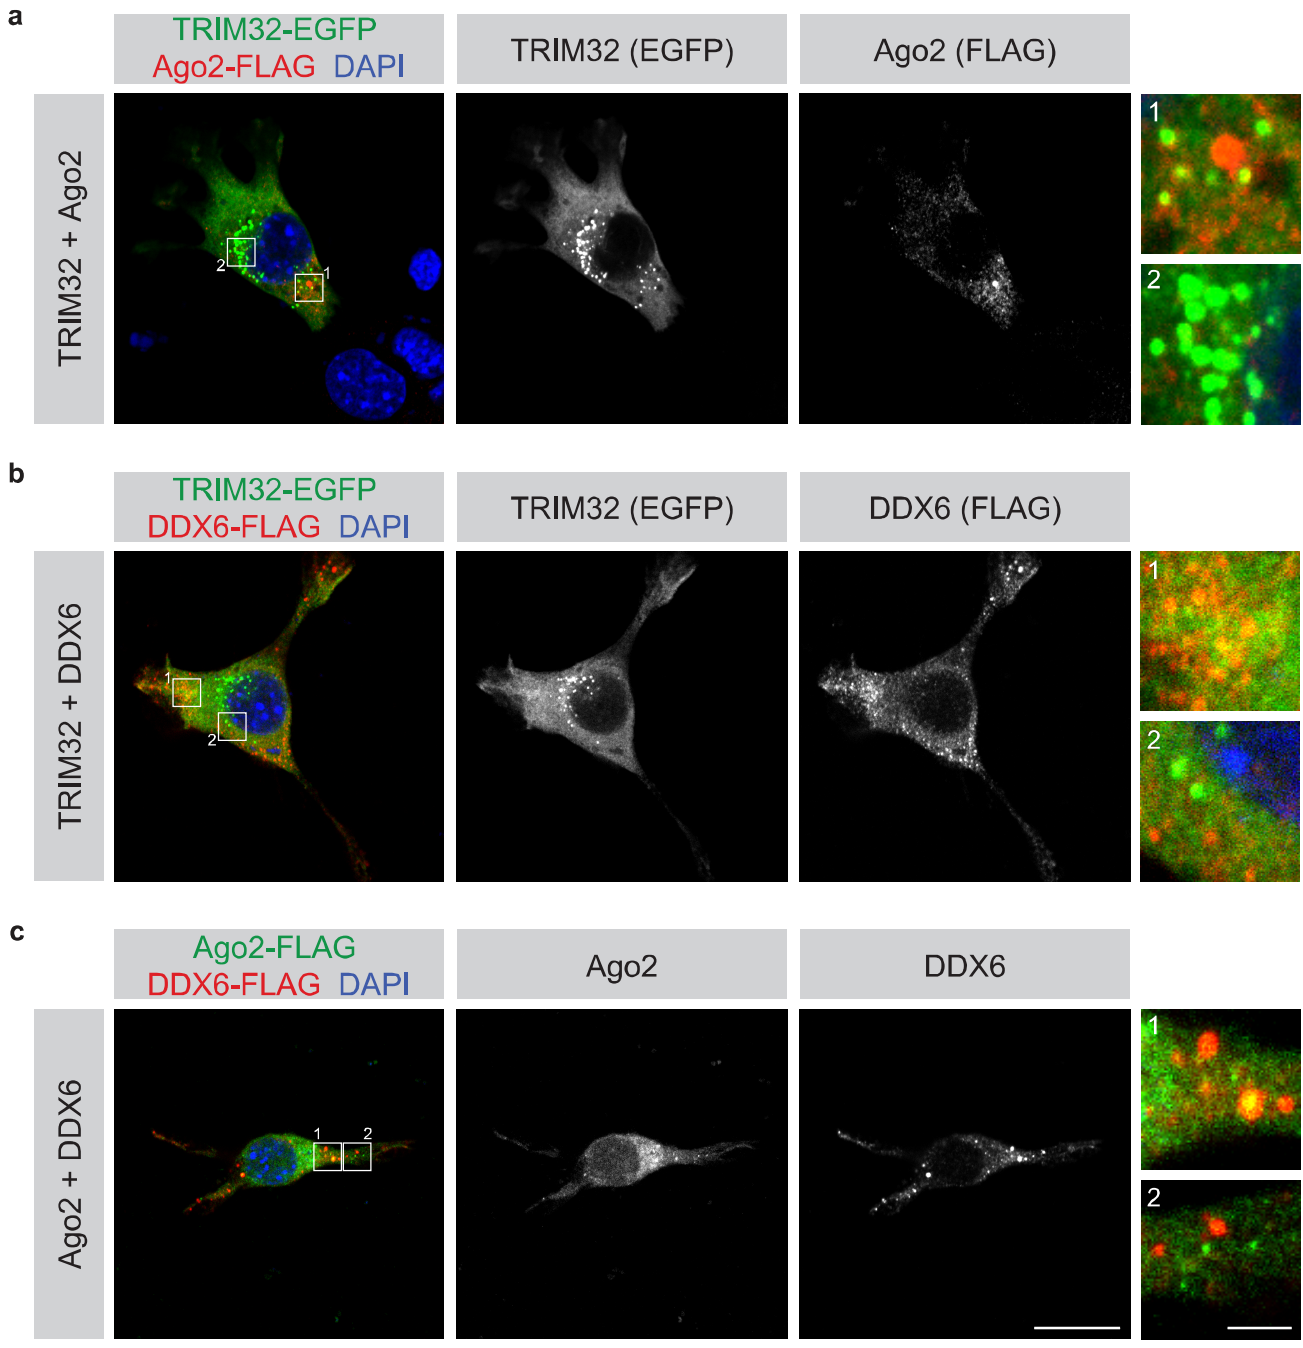 a
TRIM32-EGFP
Ago2-FLAG DAPI
TRIM32 (EGFP)
Ago2 (FLAG)
TRIM32 + Ago2
1
2
1
2
b
TRIM32-EGFP
DDX6-FLAG DAPI
TRIM32 (EGFP)
DDX6 (FLAG)
TRIM32 + DDX6
1
2
1
2
c
Ago2-FLAG
DDX6-FLAG DAPI
Ago2
DDX6
Ago2 + DDX6
1
2
1
2